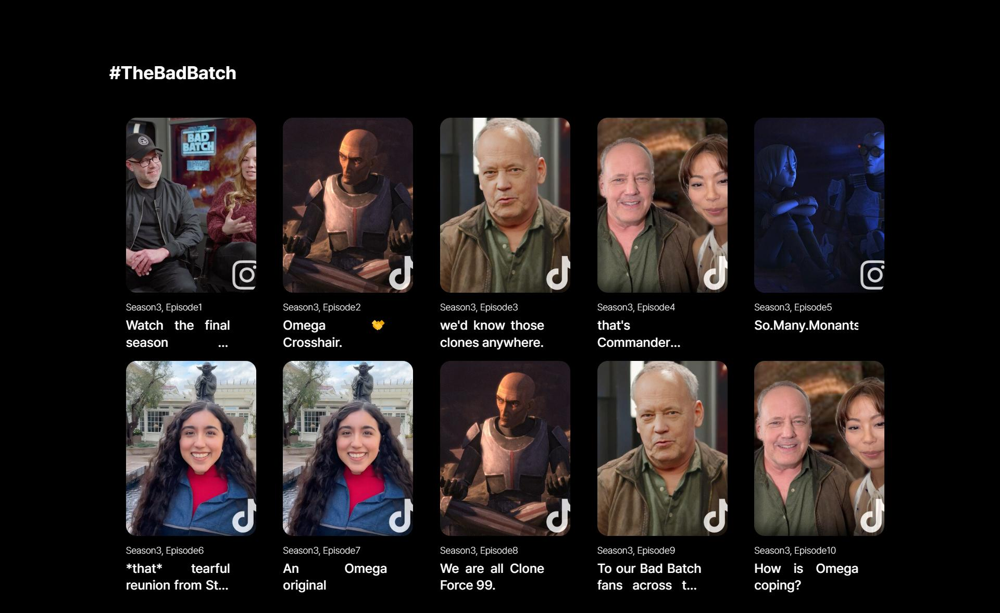 #TheBadBatch
BAD
BATCH
Season3, Episode1
Watch the final
season ...
Season3, Episode2
Omega 🤝
Crosshair.
Season3, Episode3
we'd know those
clones anywhere.
Season3, Episode4
that's
Commander...
Season3, Episode5
So.Many.Monants
Season3, Episode6
*that* tearful
reunion from St...
Season3, Episode7
An Omega
original
Season3, Episode8
We are all Clone
Force 99.
Season3, Episode9
To our Bad Batch
fans across t...
Season3, Episode10
How is Omega
coping?